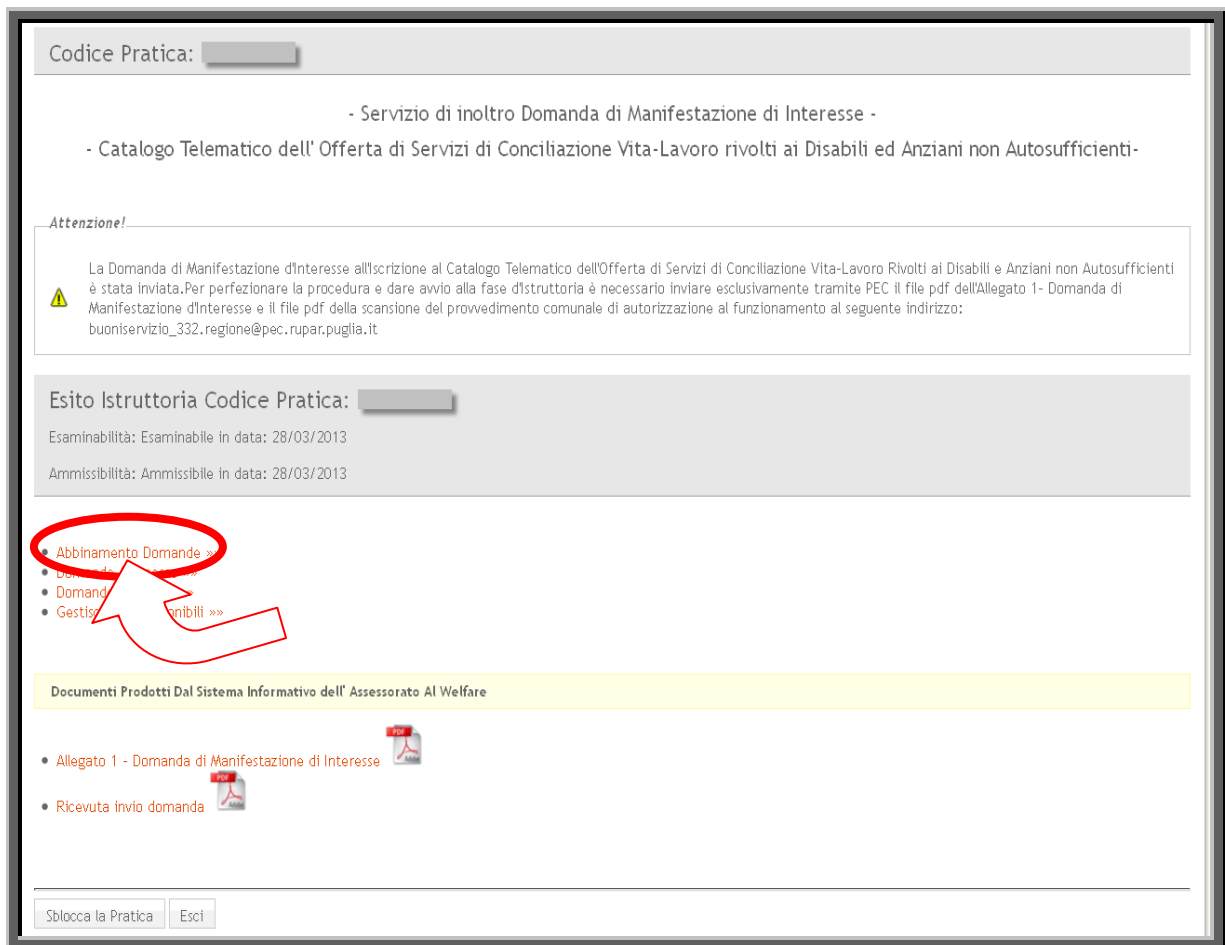 Codice Pratica:
- Servizio di inoltro Domanda di Manifestazione di Interesse -
- Catalogo Telematico dell' Offerta di Servizi di Conciliazione Vita-Lavoro rivolti ai Disabili ed Anziani non Autosufficienti-
Attenzione!
La Domanda di Manifestazione d'Interesse all'Iscrizione al Catalogo Telematico dell'Offerta di Servizi di Conciliazione Vita-Lavoro Rivolti ai Disabili e Anziani non Autosufficienti
è stata inviata.Per perfezionare la procedura e dare avvio alla fase d'istruttoria è necessario inviare esclusivamente tramite PEC il file pdf dell'Allegato 1- Domanda di
Manifestazione d'Interesse e il file pdf della scansione del provvedimento comunale di autorizzazione al funzionamento al seguente indirizzo:
buoniservizio_332.regione@pec.rupar.puglia.it
Esito Istruttoria Codice Pratica:
Esaminabilità: Esaminabile in data: 28/03/2013
Ammissibilità: Ammissibile in data: 28/03/2013
Abbinamento Domande »»
»»
»
»»
Documenti Prodotti Dal Sistema Informativo dell' Assessorato Al Welfare
Allegato 1 - Domanda di Manifestazione di Interesse PDF Adobe
Ricevuta invio domanda PDF Adobe
Sblocca la Pratica Esci